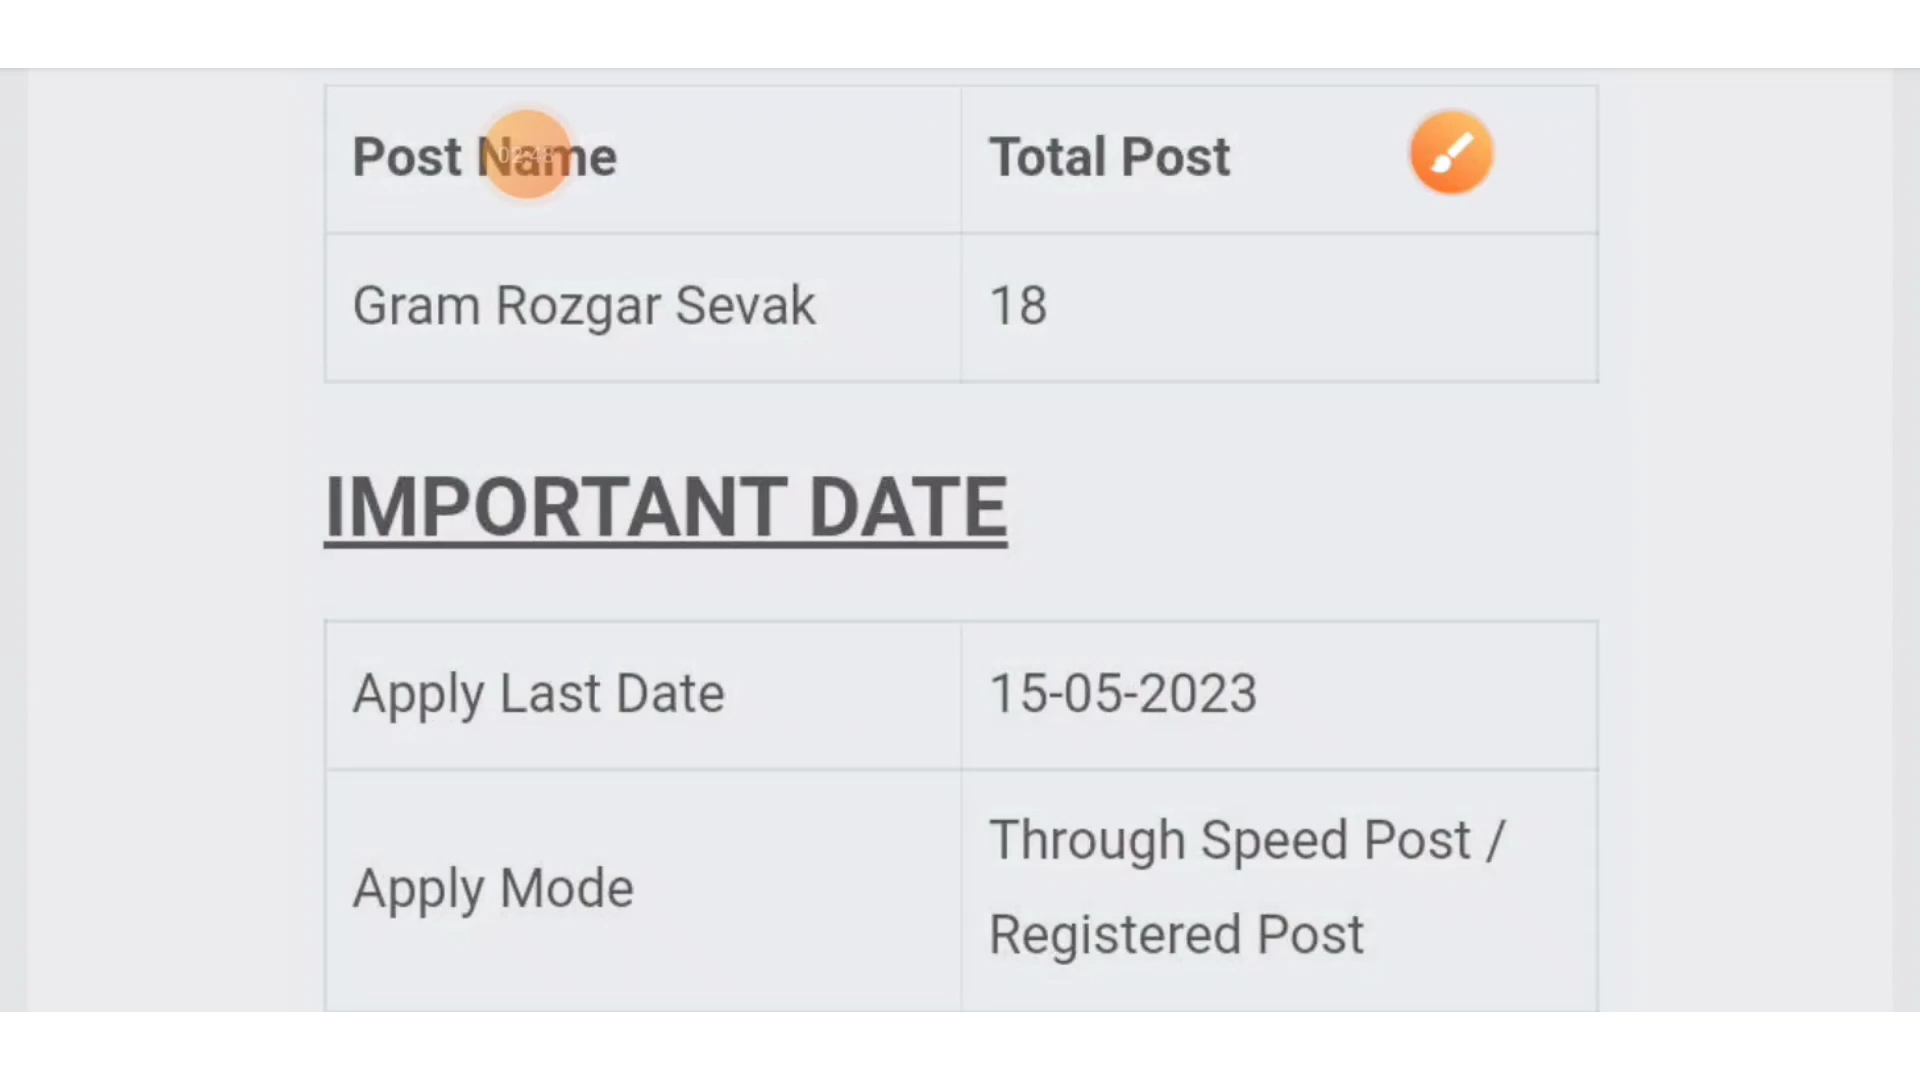 Post Name
Total Post
Gram Rozgar Sevak
18
IMPORTANT DATE
Apply Last Date
15-05-2023
Apply Mode
Through Speed Post /
Registered Post